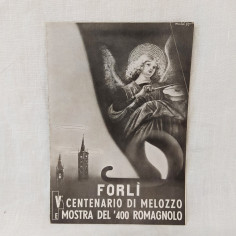 FORLÌ
V CENTENARIO DI MELOZZO
E MOSTRA DEL '400 ROMAGNOLO